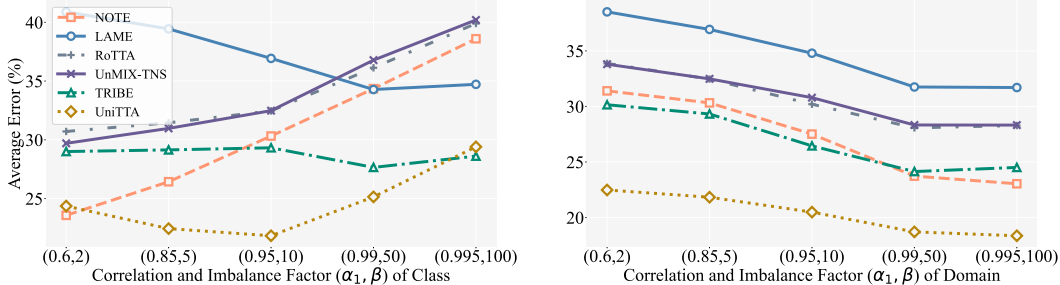 Average Error (%)
40
35
30
25
NOTE
LAME
RoTTA
UnMIX-TNS
TRIBE
UniTTA
(0.6,2) (0.85,5) (0.95,10) (0.99,50) (0.995,100)
Correlation and Imbalance Factor (α₁, β) of Class
35
30
25
20
(0.6,2) (0.85,5) (0.95,10) (0.99,50) (0.995,100)
Correlation and Imbalance Factor (α₁, β) of Domain